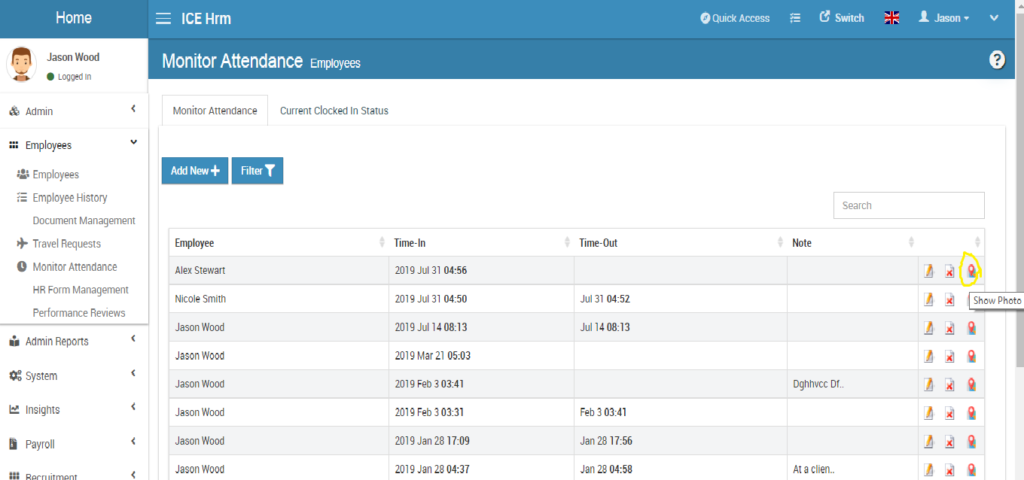 Home
ICE Hrm
Quick Access
Switch
Jason
Jason Wood
Logged In
Monitor Attendance Employees
?
Admin
Employees
Employees
Employee History
Document Management
Travel Requests
Monitor Attendance
HR Form Management
Performance Reviews
Admin Reports
System
Insights
Payroll
Recruitment
Monitor Attendance
Current Clocked In Status
Add New
Filter
Search
Employee Time-In Time-Out Note
Alex Stewart 2019 Jul 31 04:56
Show Photo
Nicole Smith 2019 Jul 31 04:50 Jul 31 04:52
Jason Wood 2019 Jul 14 08:13 Jul 14 08:13
Jason Wood 2019 Mar 21 05:03
Jason Wood 2019 Feb 3 03:41 Dghhvcc Df..
Jason Wood 2019 Feb 3 03:31 Feb 3 03:41
Jason Wood 2019 Jan 28 17:09 Jan 28 17:56
Jason Wood 2019 Jan 28 04:37 Jan 28 04:58 At a clien..